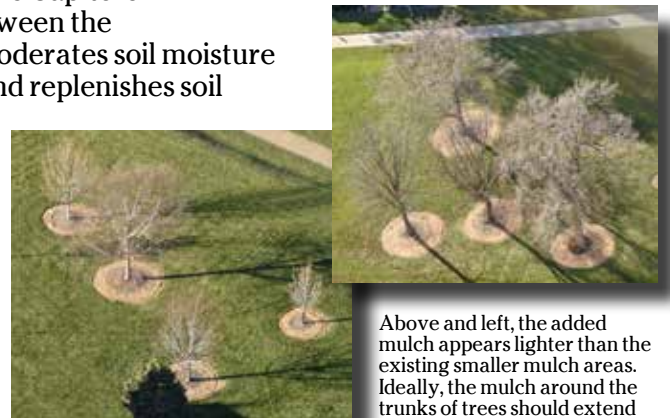 ween the
oderates soil moisture
nd replenishes soil
Above and left, the added
mulch appears lighter than the
existing smaller mulch areas.
Ideally, the mulch around the
trunks of trees should extend